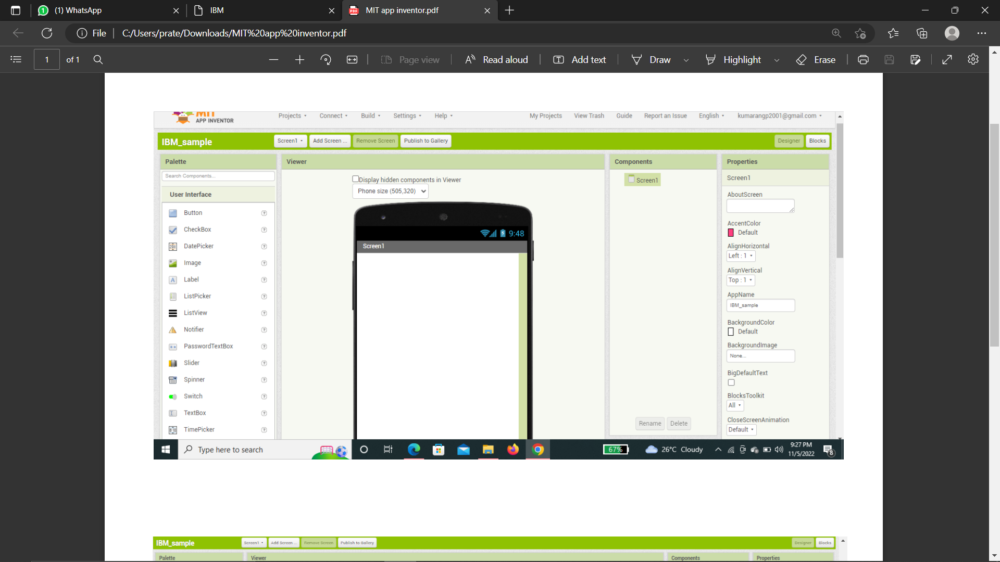 (1) WhatsApp
IBM
MIT app inventor.pdf
File
C:/Users/prate/Downloads/MIT%20app%20inventor.pdf
1 of 1
Page view
Read aloud
Add text
Draw
Highlight
Erase
MIT
APP INVENTOR
Projects Connect Build Settings Help My Projects View Trash Guide Report an Issue English kumarangp2001@gmail.com
IBM_sample
Screen1 Add Screen ... Remove Screen Publish to Gallery
Designer Blocks
Palette
Search Components...
User Interface
Button
CheckBox
DatePicker
Image
Label
ListPicker
ListView
Notifier
PasswordTextBox
Slider
Spinner
Switch
TextBox
TimePicker
Viewer
Display hidden components in Viewer
Phone size (505,320)
9:48
Screen1
Components
Screen1
Rename Delete
Properties
Screen1
AboutScreen
AccentColor
Default
AlignHorizontal
Left : 1
AlignVertical
Top : 1
AppName
IBM_sample
BackgroundColor
Default
BackgroundImage
None...
BigDefaultText
BlocksToolkit
All
CloseScreenAnimation
Default
Type here to search
67%
26°C Cloudy
9:27 PM
11/5/2022
8
IBM_sample
Screen1 Add Screen ... Remove Screen Publish to Gallery
Designer Blocks
Palette Viewer Components Properties